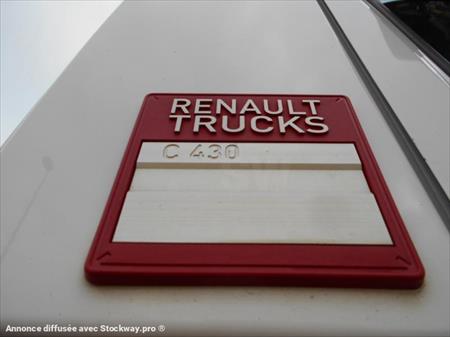 RENAULT
TRUCKS
C 430
Annonce diffusée avec Stockway.pro ®